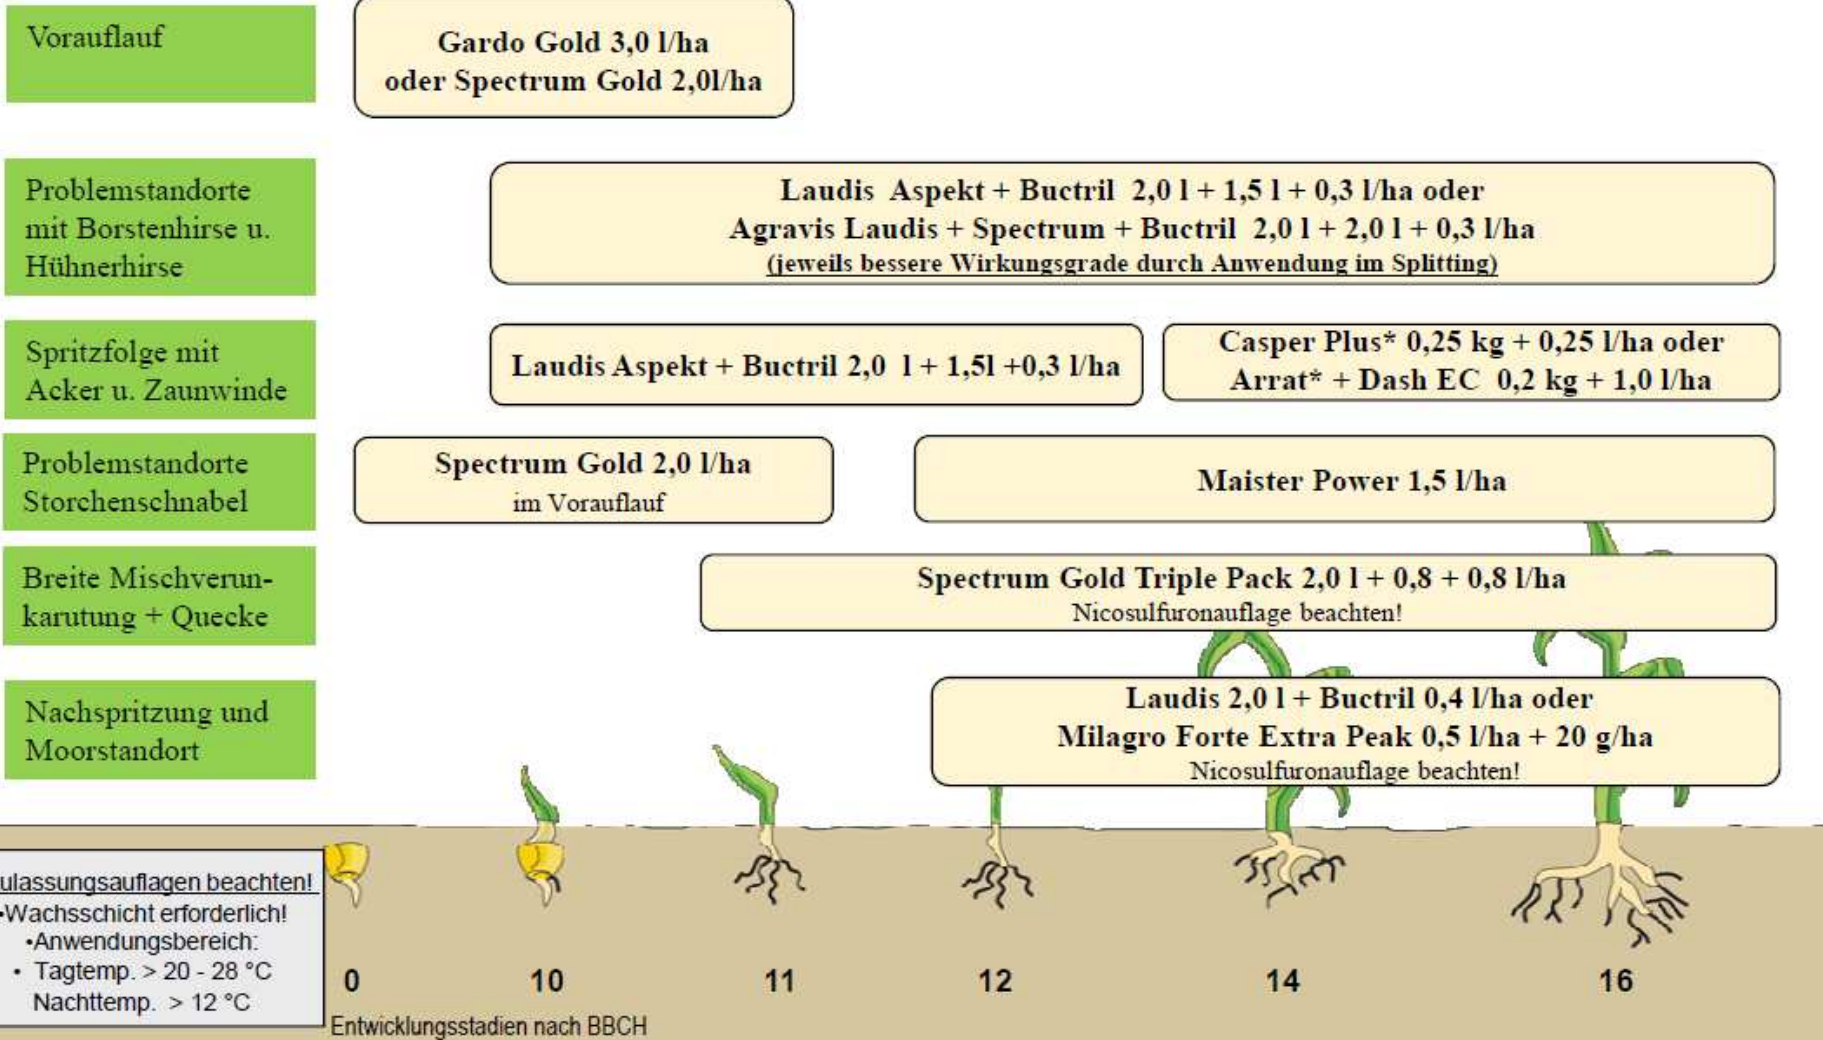 Vorauflauf
Gardo Gold 3,0 l/ha
oder Spectrum Gold 2,0l/ha
Problemstandorte
mit Borstenhirse u.
Hühnerhirse
Laudis Aspekt + Buctril 2,0 l + 1,5 l + 0,3 l/ha oder
Agravis Laudis + Spectrum + Buctril 2,0 l + 2,0 l + 0,3 l/ha
(jeweils bessere Wirkungsgrade durch Anwendung im Splitting)
Spritzfolge mit
Acker u. Zaunwinde
Laudis Aspekt + Buctril 2,0 l + 1,5l +0,3 l/ha
Casper Plus* 0,25 kg + 0,25 l/ha oder
Arrat* + Dash EC 0,2 kg + 1,0 l/ha
Problemstandorte
Storchenschnabel
Spectrum Gold 2,0 l/ha
im Vorauflauf
Maister Power 1,5 l/ha
Breite Mischverun-
karutung + Quecke
Spectrum Gold Triple Pack 2,0 l + 0,8 + 0,8 l/ha
Nicosulfuronauflage beachten!
Nachspritzung und
Moorstandort
Laudis 2,0 l + Buctril 0,4 l/ha oder
Milagro Forte Extra Peak 0,5 l/ha + 20 g/ha
Nicosulfuronauflage beachten!
ulassungsauflagen beachten!
•Wachsschicht erforderlich!
•Anwendungsbereich:
• Tagtemp. > 20 - 28 °C
Nachttemp. > 12 °C
0 10 11 12 14 16
Entwicklungsstadien nach BBCH